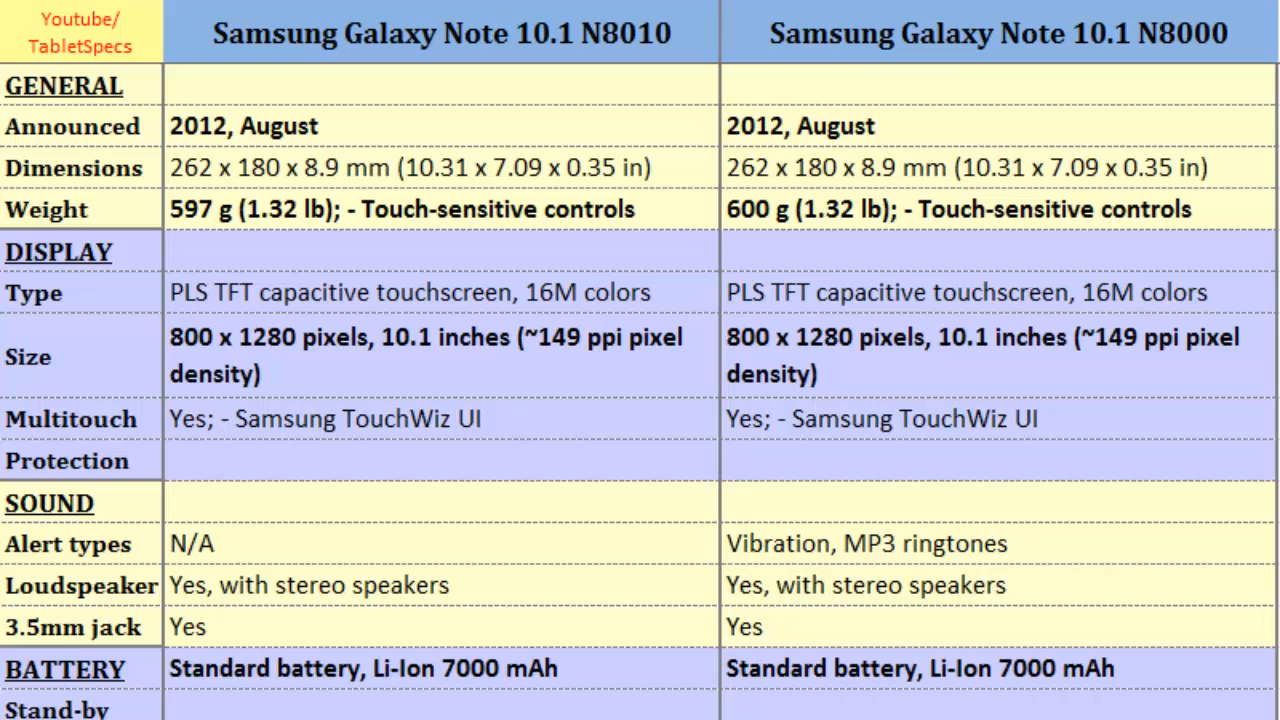 Youtube/
TabletSpecs
Samsung Galaxy Note 10.1 N8010 Samsung Galaxy Note 10.1 N8000
GENERAL
Announced 2012, August 2012, August
Dimensions 262 x 180 x 8.9 mm (10.31 x 7.09 x 0.35 in) 262 x 180 x 8.9 mm (10.31 x 7.09 x 0.35 in)
Weight 597 g (1.32 lb); - Touch-sensitive controls 600 g (1.32 lb); - Touch-sensitive controls
DISPLAY
Type PLS TFT capacitive touchscreen, 16M colors PLS TFT capacitive touchscreen, 16M colors
Size 800 x 1280 pixels, 10.1 inches (~149 ppi pixel 800 x 1280 pixels, 10.1 inches (~149 ppi pixel
density) density)
Multitouch Yes; - Samsung TouchWiz UI Yes; - Samsung TouchWiz UI
Protection
SOUND
Alert types N/A Vibration, MP3 ringtones
Loudspeaker Yes, with stereo speakers Yes, with stereo speakers
3.5mm jack Yes Yes
BATTERY Standard battery, Li-Ion 7000 mAh Standard battery, Li-Ion 7000 mAh
Stand-by